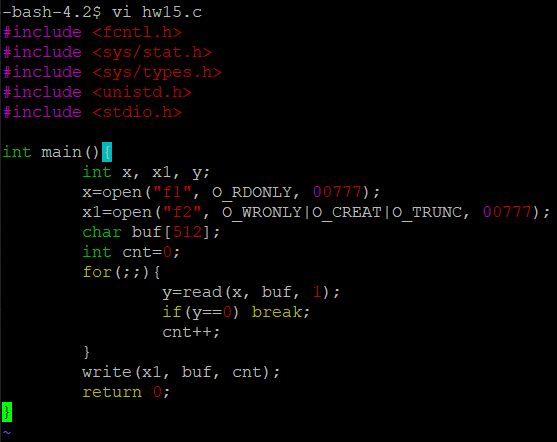 -bash-4.2$ vi hw15.c
#include <fcntl.h>
#include <sys/stat.h>
#include <sys/types.h>
#include <unistd.h>
#include <stdio.h>

int main(){
        int x, x1, y;
        x=open("f1", O_RDONLY, 00777);
        x1=open("f2", O_WRONLY|O_CREAT|O_TRUNC, 00777);
        char buf[512];
        int cnt=0;
        for(;;){
                y=read(x, buf, 1);
                if(y==0) break;
                cnt++;
        }
        write(x1, buf, cnt);
        return 0;
}
~